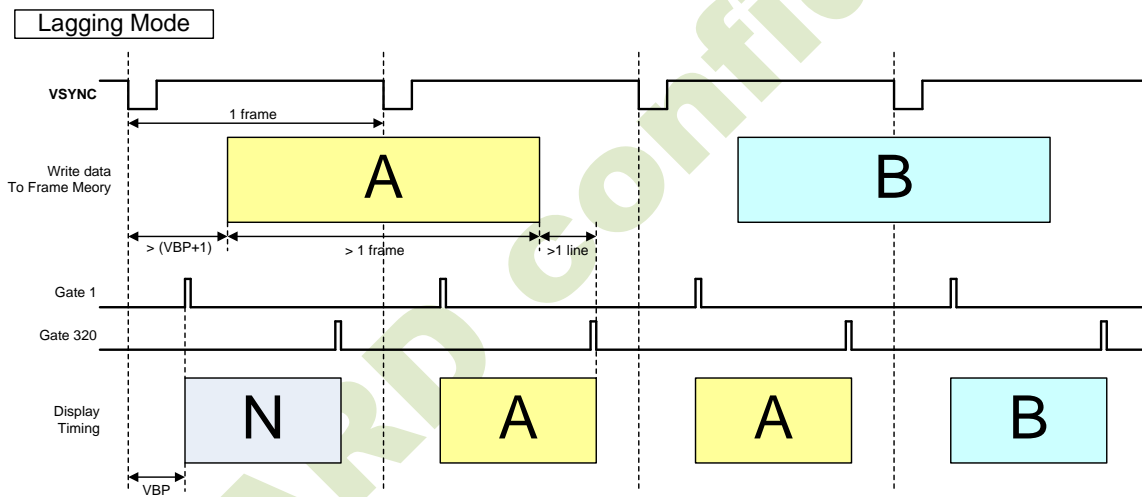 Lagging Mode
VSYNC
1 frame
Write data
To Frame Meory
A
B
> (VBP+1)
> 1 frame
>1 line
Gate 1
Gate 320
Display
Timing
N
A
A
B
VBP